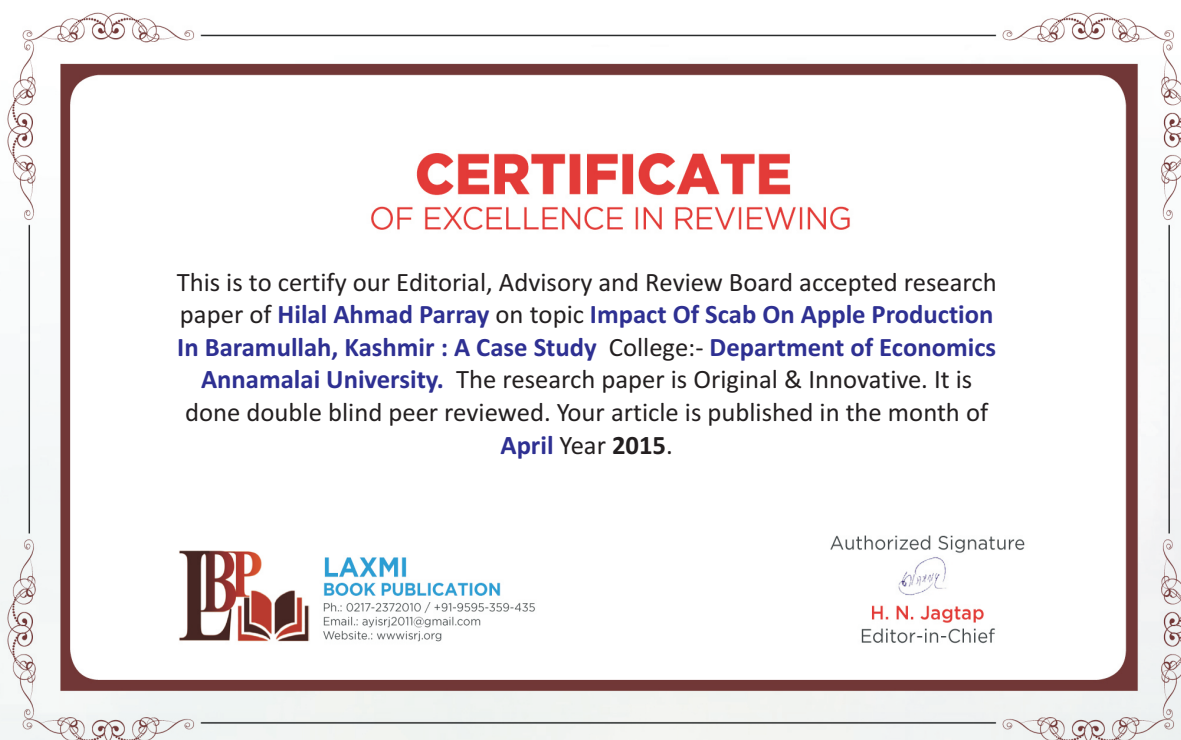 CERTIFICATE
OF EXCELLENCE IN REVIEWING
This is to certify our Editorial, Advisory and Review Board accepted research
paper of Hilal Ahmad Parray on topic Impact Of Scab On Apple Production
In Baramullah, Kashmir : A Case Study College:- Department of Economics
Annamalai University. The research paper is Original & Innovative. It is
done double blind peer reviewed. Your article is published in the month of
April Year 2015.
LBP
LAXMI
BOOK PUBLICATION
Ph.: 0217-2372010 / +91-9595-359-435
Email.: ayisrj2011@gmail.com
Website.: wwwisrj.org
Authorized Signature
H. N. Jagtap
Editor-in-Chief